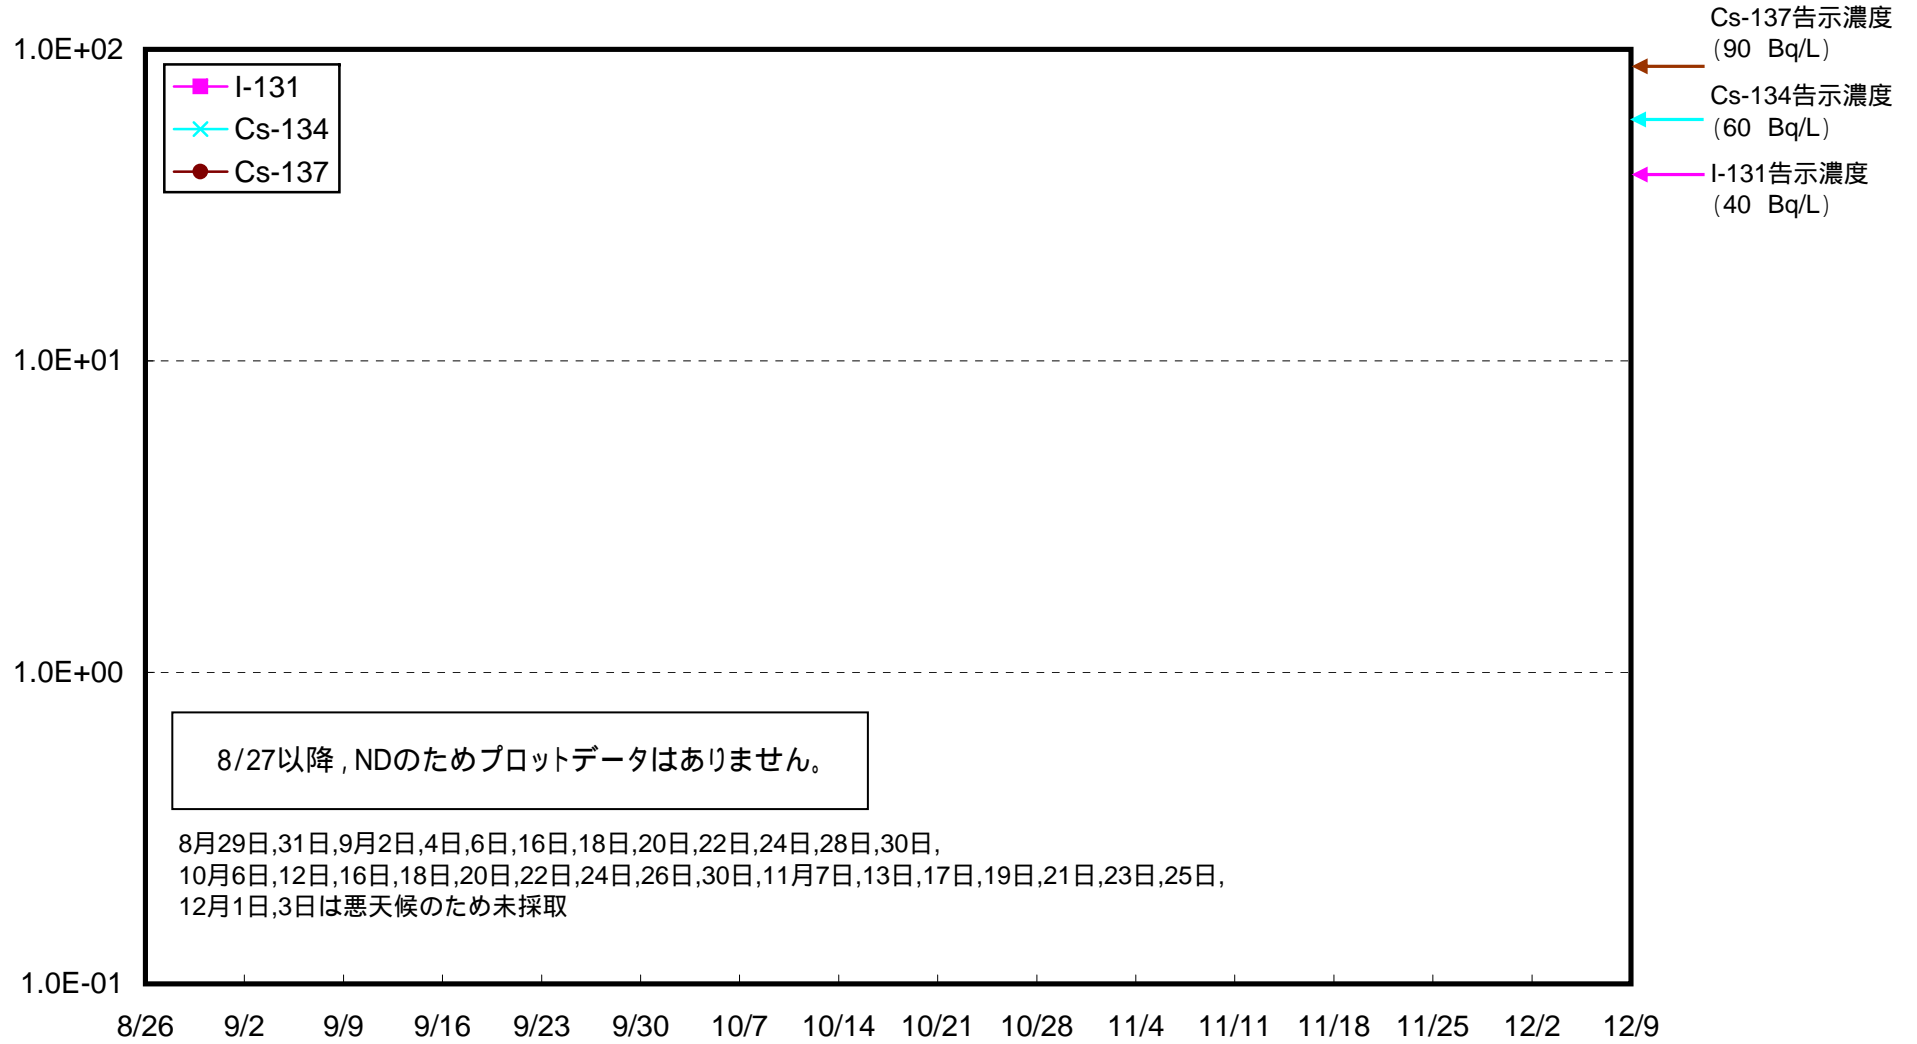 1.0E+02
1.0E+01
1.0E+00
1.0E-01
I-131
Cs-134
Cs-137
Cs-137告示濃度
(90 Bq/L)
Cs-134告示濃度
(60 Bq/L)
I-131告示濃度
(40 Bq/L)
8/27以降,NDのためプロットデータはありません。
8月29日,31日,9月2日,4日,6日,16日,18日,20日,22日,24日,28日,30日,
10月6日,12日,16日,18日,20日,22日,24日,26日,30日,11月7日,13日,17日,19日,21日,23日,25日,
12月1日,3日は悪天候のため未採取
8/26 9/2 9/9 9/16 9/23 9/30 10/7 10/14 10/21 10/28 11/4 11/11 11/18 11/25 12/2 12/9